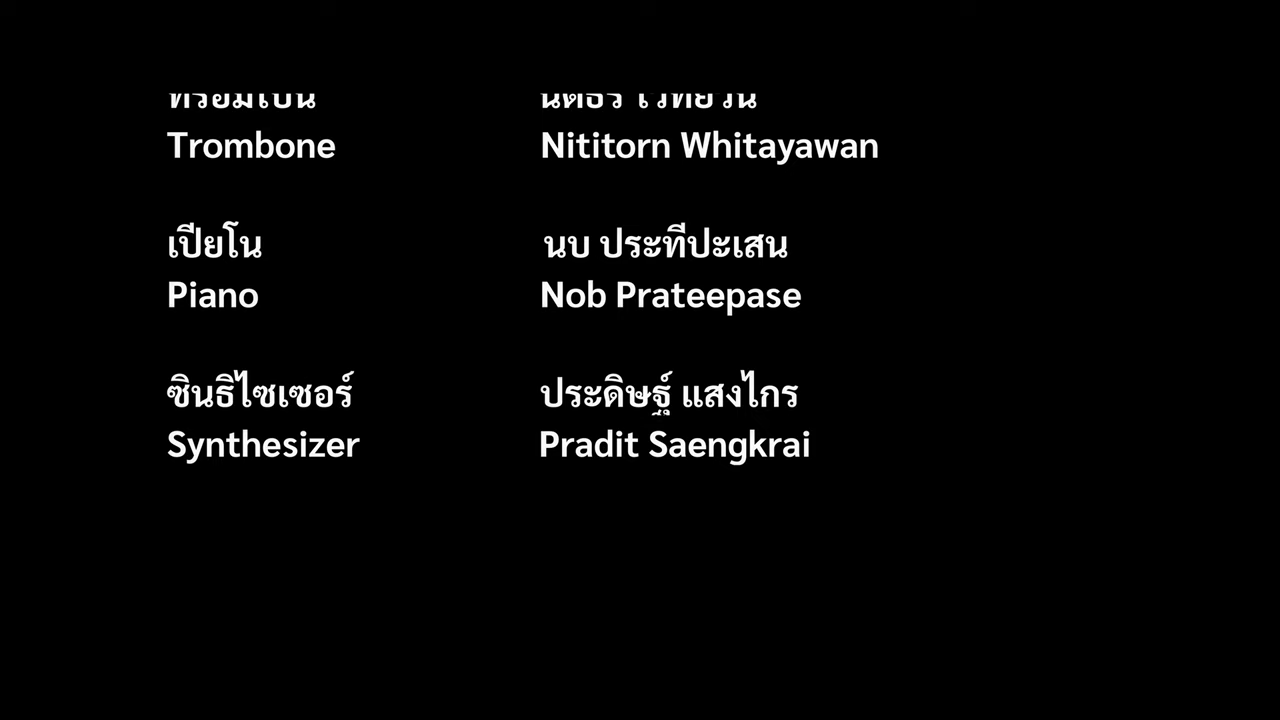 Trombone Nititorn Whitayawan
เปียโน นบ ประทีปะเสน
Piano Nob Prateepase
ซินธิไซเซอร์ ประดิษฐ์ แสงไกร
Synthesizer Pradit Saengkrai